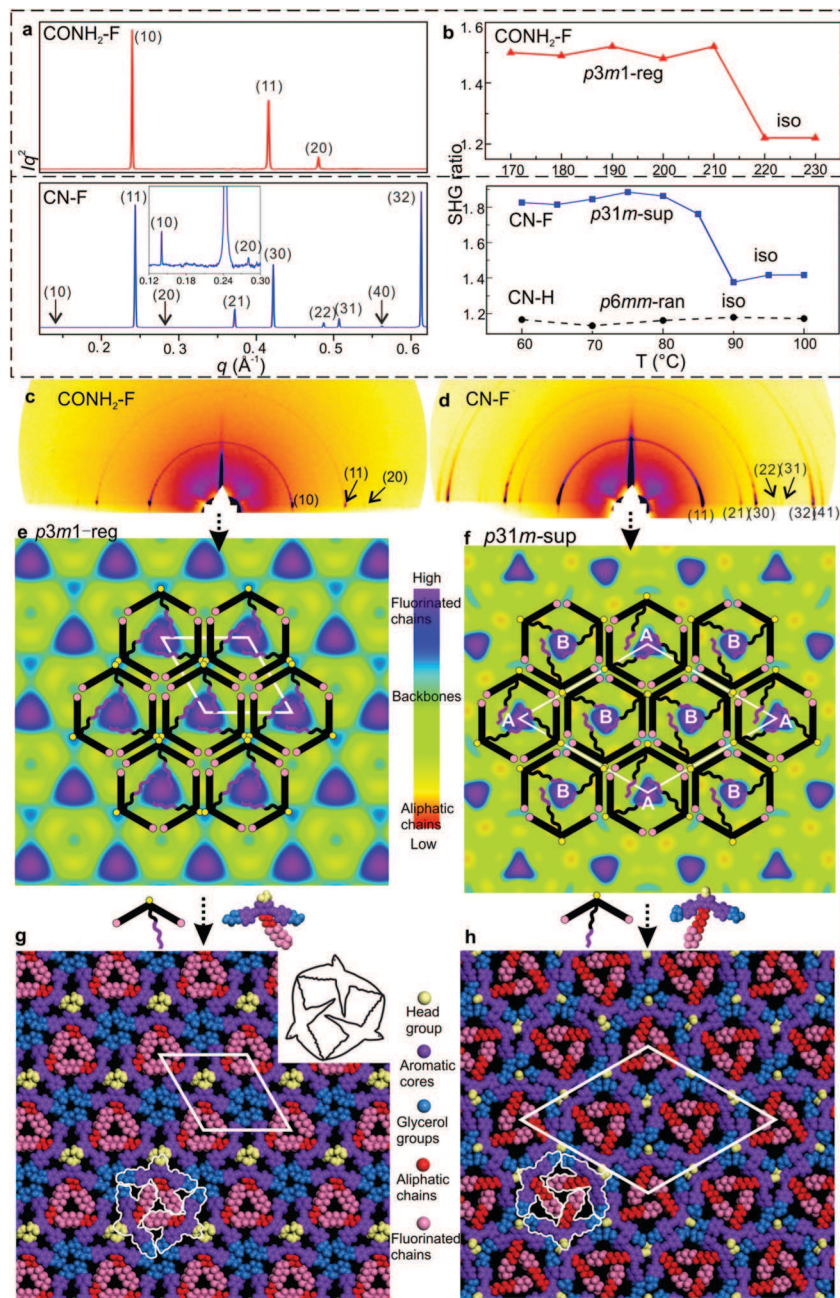 a
CONH₂-F
(10)
(11)
(20)
I/q²
CN-F
(11)
(10)
(20)
0.12 0.18 0.24 0.30
(32)
(30)
(10)
(20)
(21)
(22)
(31)
(40)
0.2 0.3 0.4 0.5 0.6
q (Å⁻¹)
b
CONH₂-F
p3m1-reg
iso
1.6
1.4
1.2
170 180 190 200 210 220 230
SHG ratio
CN-F
p31m-sup
iso
CN-H
p6mm-ran
iso
1.8
1.6
1.4
1.2
60 70 80 90 100
T (°C)
c
CONH₂-F
(10)
(11)
(20)
d
CN-F
(22)(31)
(11)
(21)(30)
(32)(41)
e p3m1-reg
High
Fluorinated
chains
Backbones
Aliphatic
chains
Low
f p31m-sup
B A B
A B B A
B A B
g
Head
group
Aromatic
cores
Glycerol
groups
Aliphatic
chains
Fluorinated
chains
h